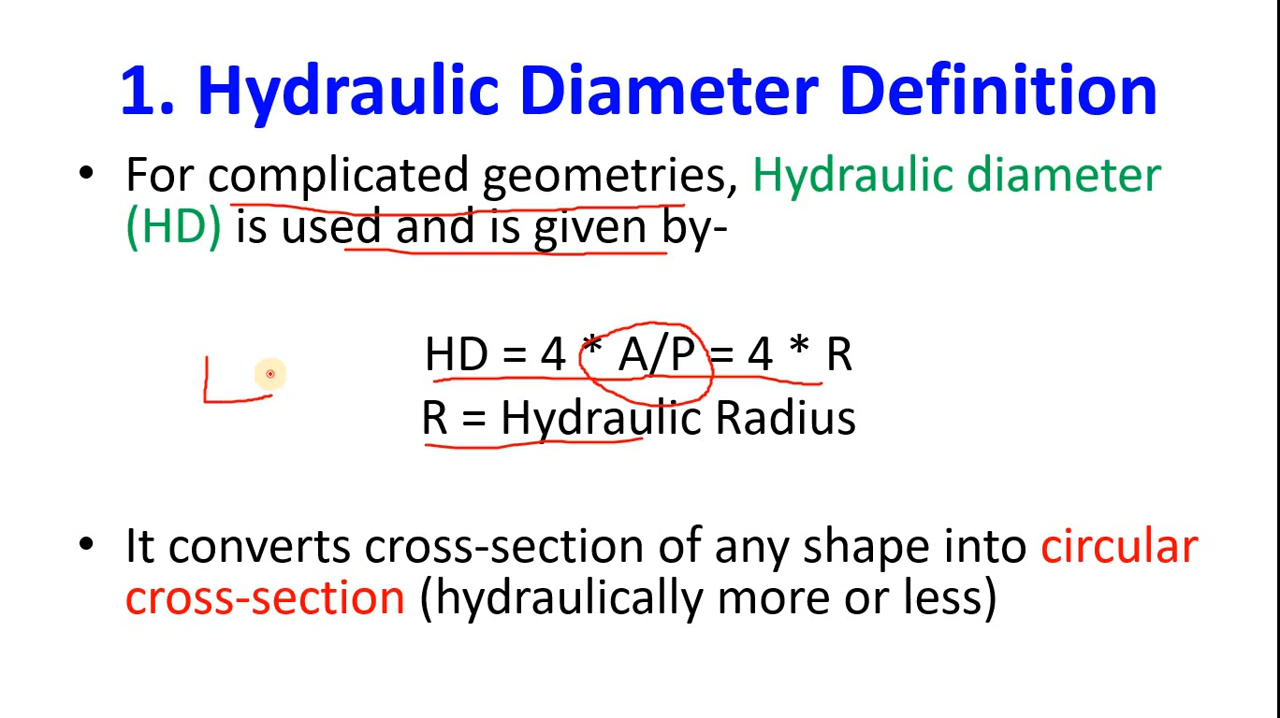 1. Hydraulic Diameter Definition
• For complicated geometries, Hydraulic diameter
(HD) is used and is given by-
HD = 4 * A/P = 4 * R
R = Hydraulic Radius
• It converts cross-section of any shape into circular
cross-section (hydraulically more or less)